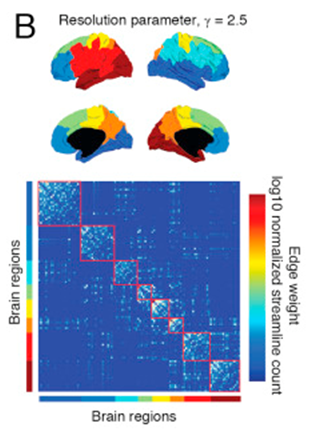 B
Resolution parameter, γ = 2.5
Brain regions
Edge weight
log10 normalized streamline count
Brain regions